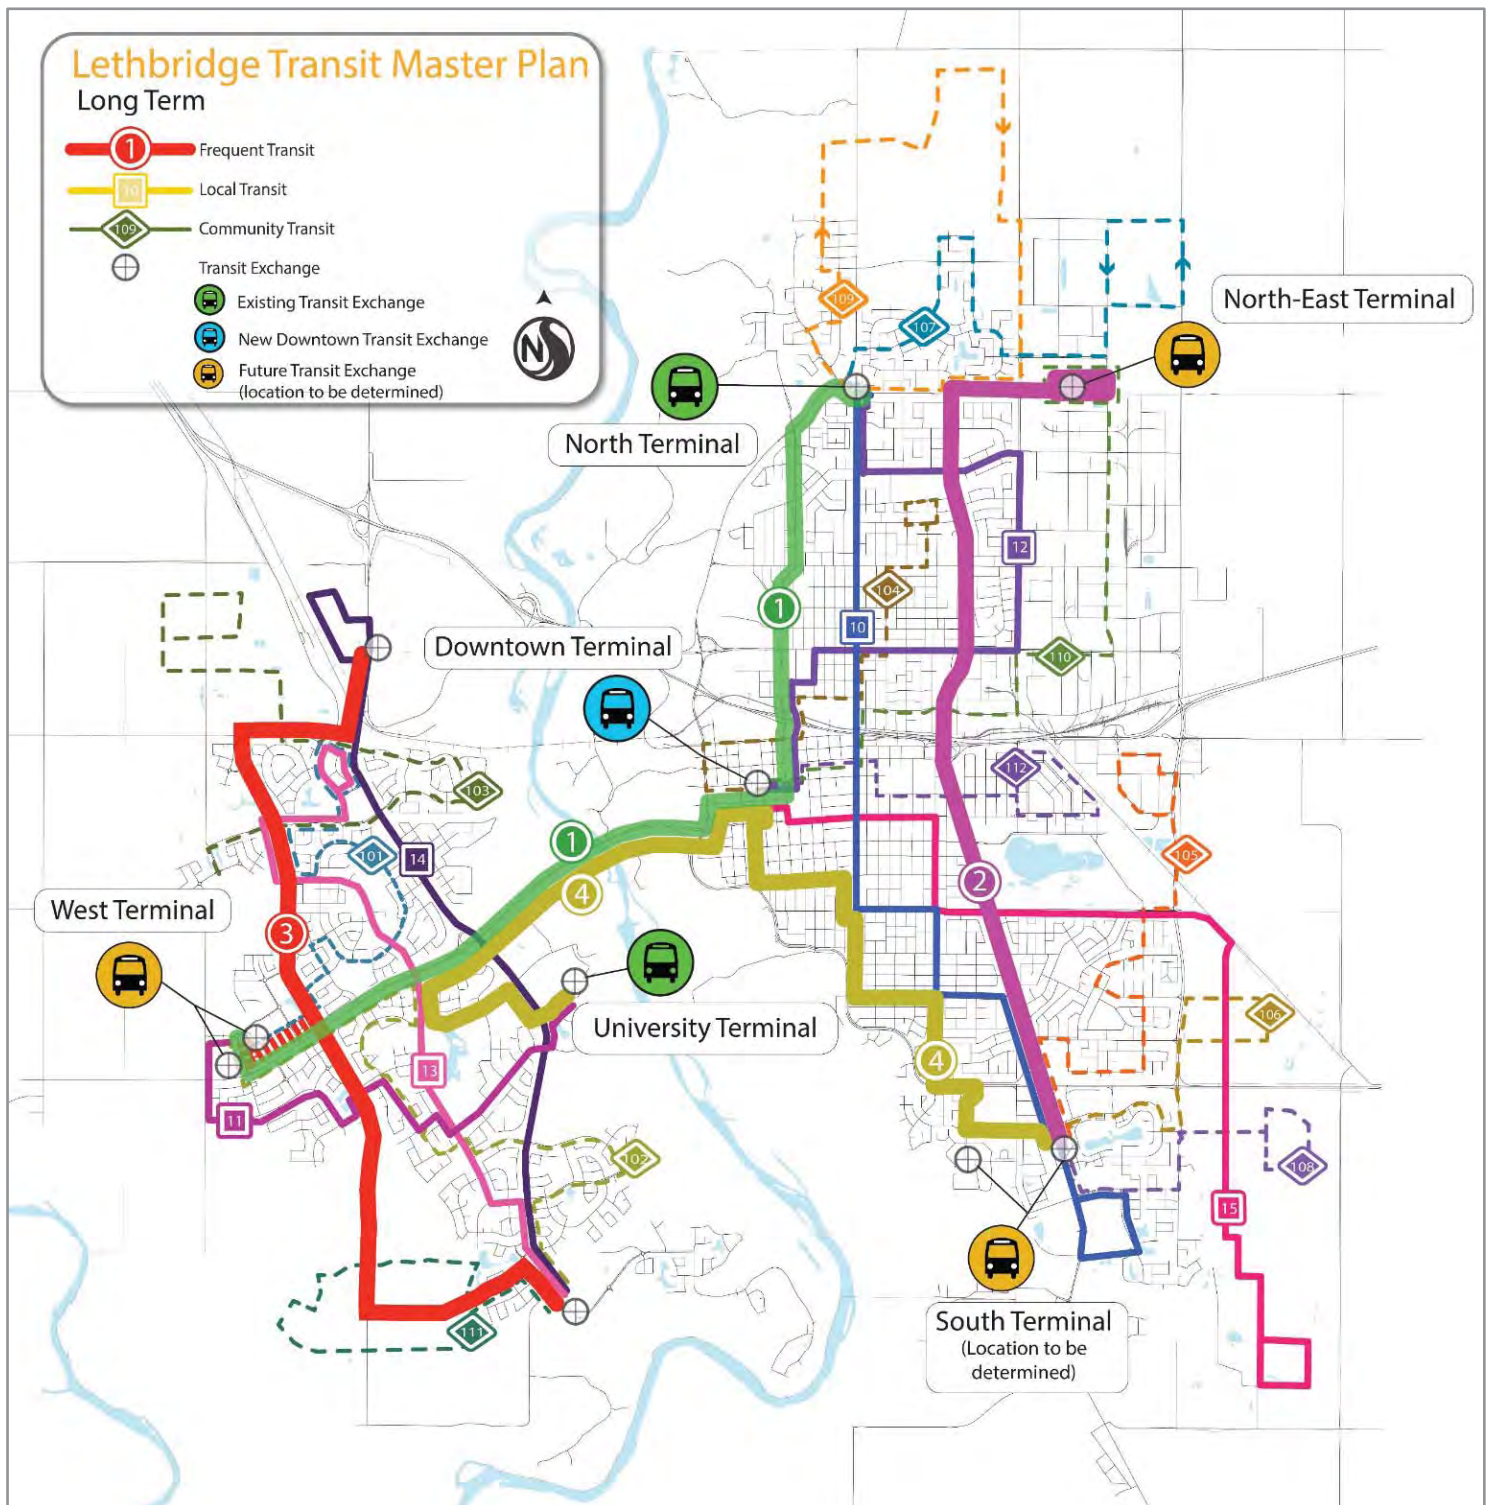 Lethbridge Transit Master Plan
Long Term
1
Frequent Transit
10
Local Transit
109
Community Transit
Transit Exchange
Existing Transit Exchange
New Downtown Transit Exchange
Future Transit Exchange
(location to be determined)
N
109
107
North-East Terminal
North Terminal
12
104
1
10
Downtown Terminal
110
112
103
1
101
14
105
4
2
West Terminal
3
University Terminal
106
4
13
11
102
108
15
111
South Terminal
(Location to be
determined)